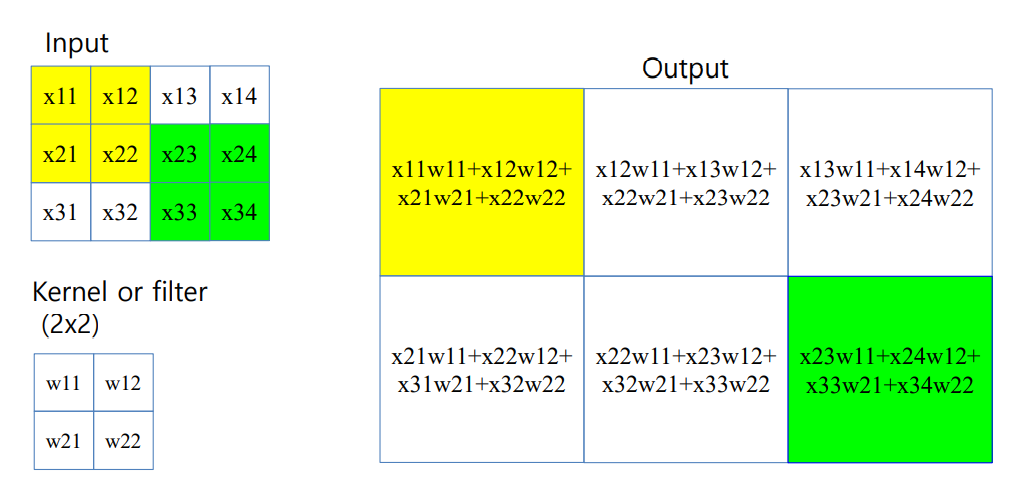 Input
x11 x12 x13 x14
x21 x22 x23 x24
x31 x32 x33 x34
Kernel or filter
(2x2)
w11 w12
w21 w22
Output
x11w11+x12w12+
x21w21+x22w22
x12w11+x13w12+
x22w21+x23w22
x13w11+x14w12+
x23w21+x24w22
x21w11+x22w12+
x31w21+x32w22
x22w11+x23w12+
x32w21+x33w22
x23w11+x24w12+
x33w21+x34w22